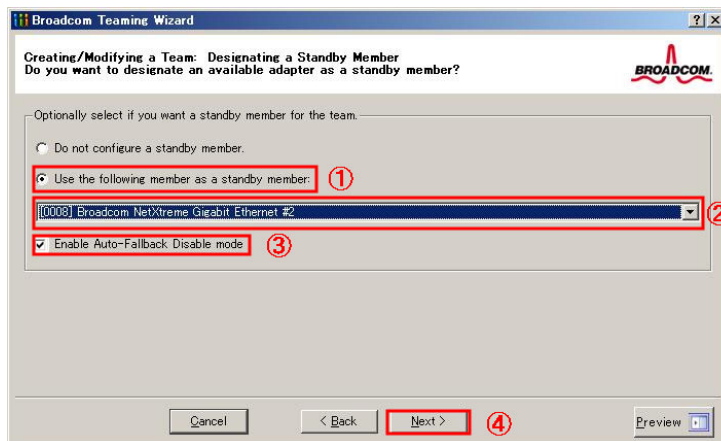 Broadcom Teaming Wizard
Creating/Modifying a Team: Designating a Standby Member
Do you want to designate an available adapter as a standby member?
BROADCOM.
Optionally select if you want a standby member for the team.
Do not configure a standby member.
Use the following member as a standby member: ①
[[0008] Broadcom NetXtreme Gigabit Ethernet #2 ②
Enable Auto-Fallback Disable mode ③
Cancel < Back Next > ④ Preview